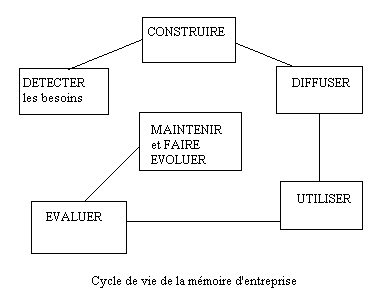 CONSTRUIRE
DETECTER
les besoins
DIFFUSER
MAINTENIR
et FAIRE
EVOLUER
UTILISER
EVALUER
Cycle de vie de la mémoire d'entreprise